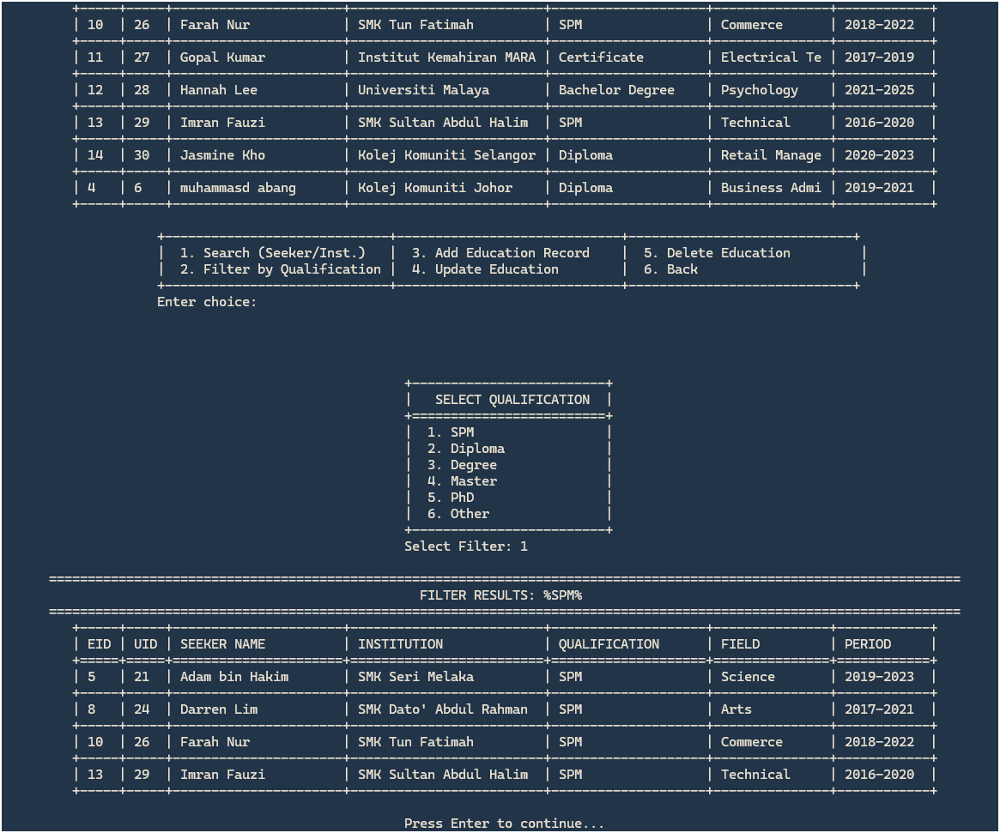 | 10 | 26 | Farah Nur | SMK Tun Fatimah | SPM | Commerce | 2018-2022 |
| 11 | 27 | Gopal Kumar | Institut Kemahiran MARA | Certificate | Electrical Te | 2017-2019 |
| 12 | 28 | Hannah Lee | Universiti Malaya | Bachelor Degree | Psychology | 2021-2025 |
| 13 | 29 | Imran Fauzi | SMK Sultan Abdul Halim | SPM | Technical | 2016-2020 |
| 14 | 30 | Jasmine Kho | Kolej Komuniti Selangor | Diploma | Retail Manage | 2020-2023 |
| 4 | 6 | muhammasd abang | Kolej Komuniti Johor | Diploma | Business Admi | 2019-2021 |
| 1. Search (Seeker/Inst.) | 3. Add Education Record | 5. Delete Education |
| 2. Filter by Qualification | 4. Update Education | 6. Back |
Enter choice:
| SELECT QUALIFICATION |
| 1. SPM |
| 2. Diploma |
| 3. Degree |
| 4. Master |
| 5. PhD |
| 6. Other |
Select Filter: 1
FILTER RESULTS: %SPM%
| EID | UID | SEEKER NAME | INSTITUTION | QUALIFICATION | FIELD | PERIOD |
| 5 | 21 | Adam bin Hakim | SMK Seri Melaka | SPM | Science | 2019-2023 |
| 8 | 24 | Darren Lim | SMK Dato' Abdul Rahman | SPM | Arts | 2017-2021 |
| 10 | 26 | Farah Nur | SMK Tun Fatimah | SPM | Commerce | 2018-2022 |
| 13 | 29 | Imran Fauzi | SMK Sultan Abdul Halim | SPM | Technical | 2016-2020 |
Press Enter to continue...